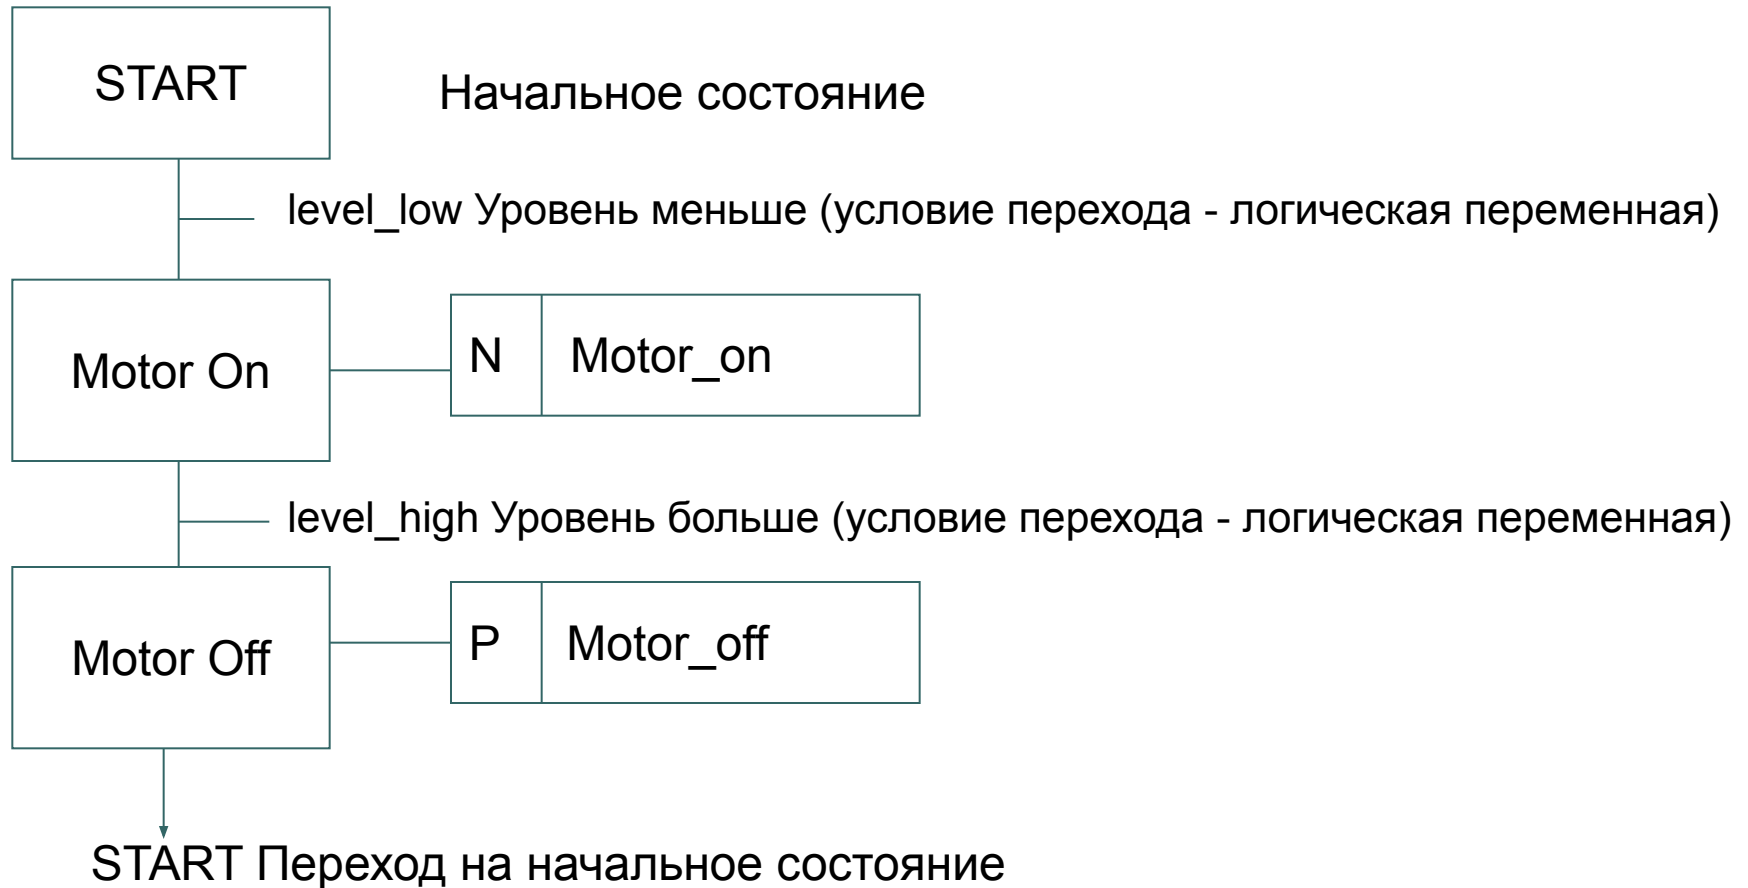 START
Начальное состояние
level_low Уровень меньше (условие перехода - логическая переменная)
Motor On
N
Motor_on
level_high Уровень больше (условие перехода - логическая переменная)
Motor Off
P
Motor_off
START Переход на начальное состояние